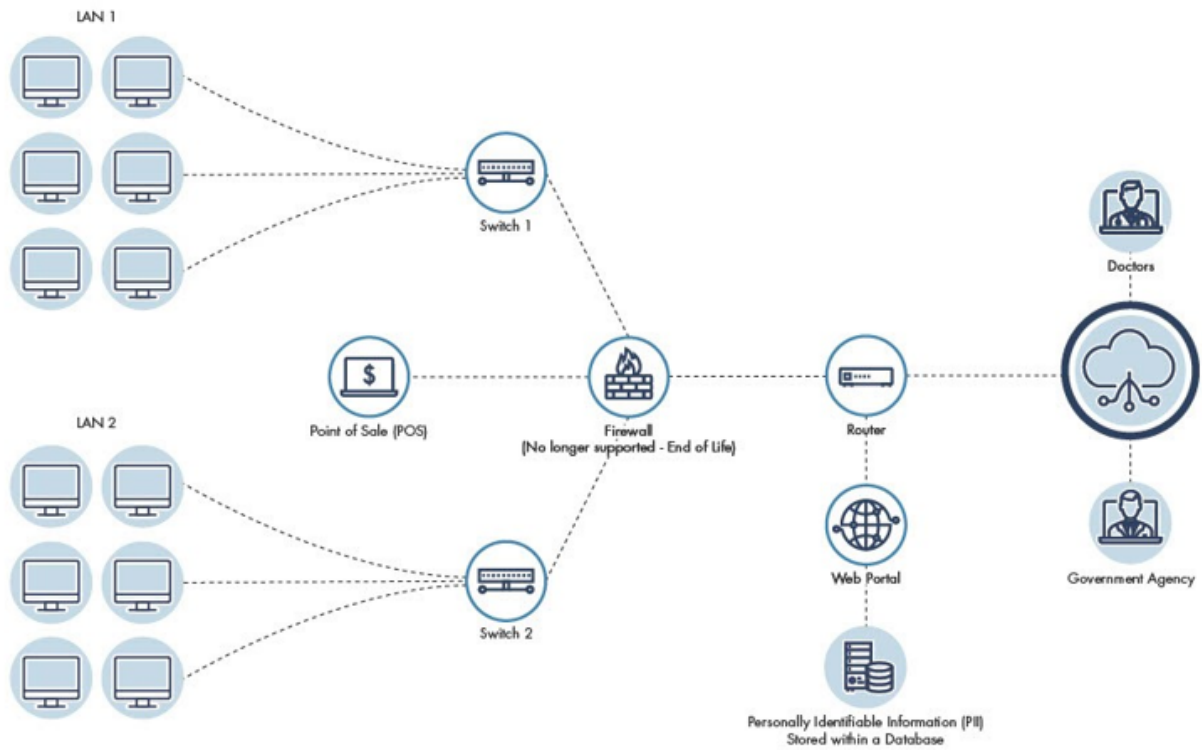 LAN 1
Switch 1
Doctors
Point of Sale (POS)
Firewall
(No longer supported - End of Life)
Router
LAN 2
Switch 2
Web Portal
Government Agency
Personally Identifiable Information (PII)
Stored within a Database
$